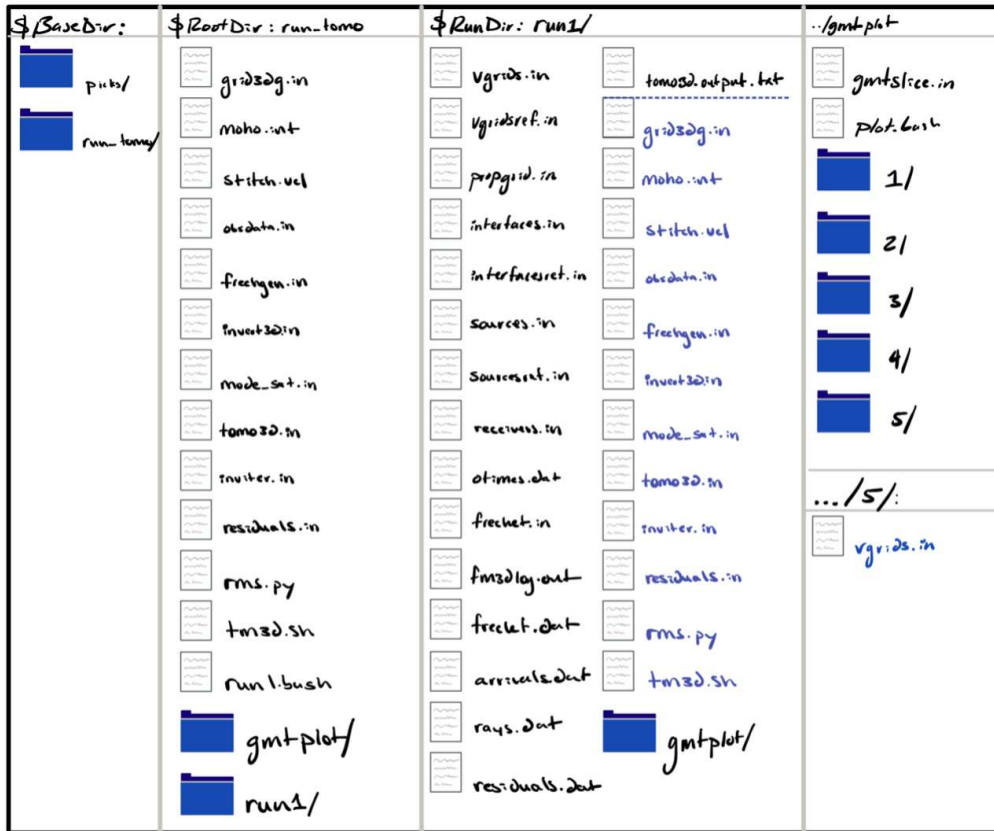 $BaseDir:
picks/
run_tomo/
$RootDir: run_tomo
grid3dg.in
moho.int
stitch.vel
obsdata.in
frechgen.in
invert3d.in
mode_sat.in
tomo3d.in
inviter.in
residuals.in
rms.py
tm3d.sh
run1.bash
gmtplot/
run1/
$RunDir: run1/
vgrids.in
vgridsref.in
propgrid.in
interfaces.in
interfacesref.in
sources.in
sourcesref.in
receivers.in
otimes.dat
frechet.in
fm3dlog.out
frechet.dat
arrivals.dat
rays.dat
residuals.dat
tomo3d.output.txt
grid3dg.in
moho.int
stitch.vel
obsdata.in
frechgen.in
invert3d.in
mode_sat.in
tomo3d.in
inviter.in
residuals.in
rms.py
tm3d.sh
gmtplot/
../gmtplot
gmtslice.in
plot.bash
1/
2/
3/
4/
5/
.../5/:
vgrids.in